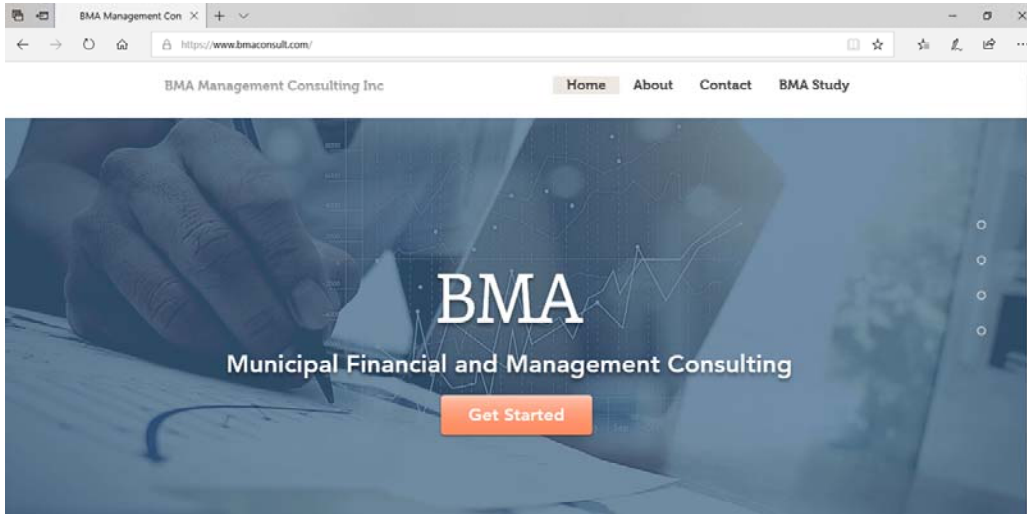 BMA Management Con
https://www.bmaconsult.com/
BMA Management Consulting Inc
Home About Contact BMA Study
BMA
Municipal Financial and Management Consulting
Get Started